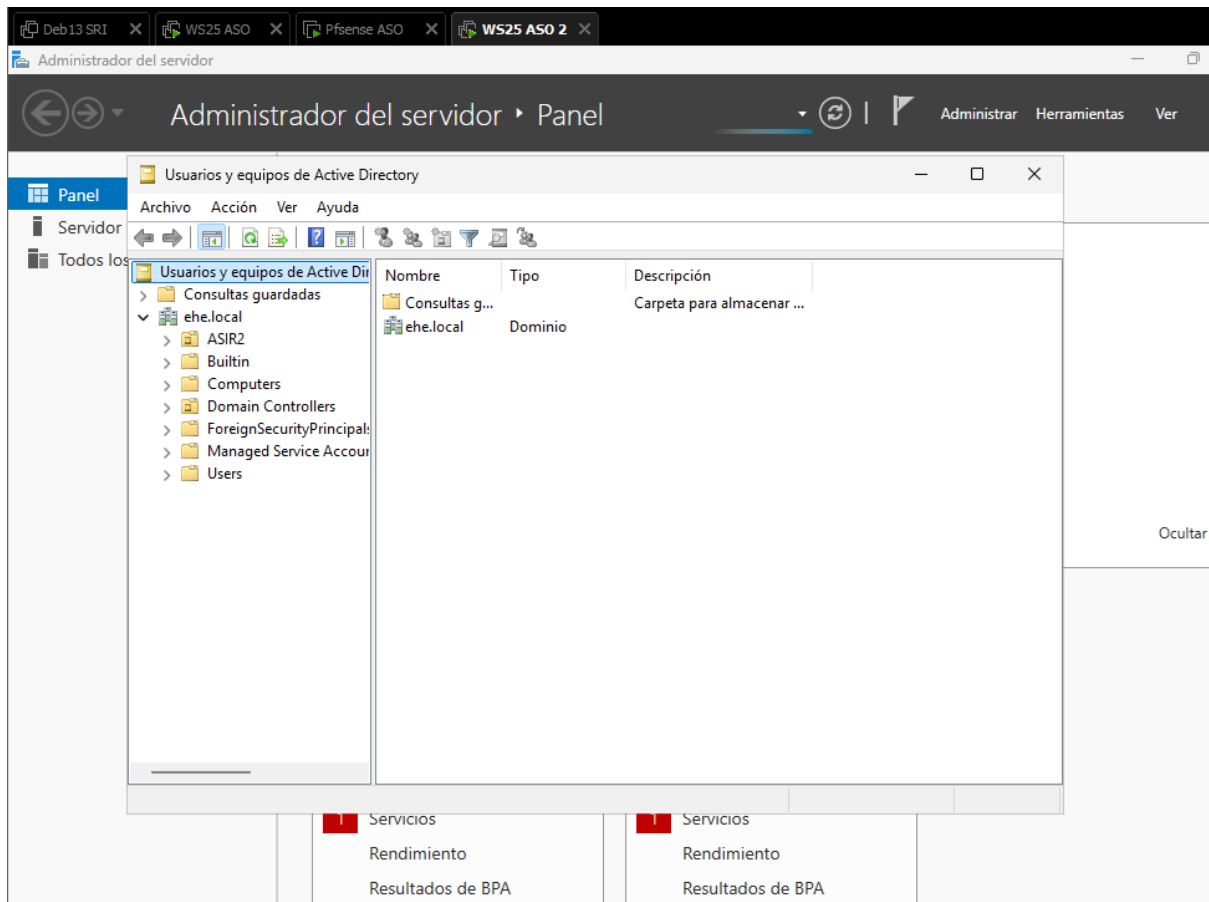 Deb13 SRI WS25 ASO Pfsense ASO WS25 ASO 2
Administrador del servidor
Administrador del servidor Panel Administrar Herramientas Ver
Usuarios y equipos de Active Directory
Panel
Archivo Acción Ver Ayuda
Servidor
Todos los
Usuarios y equipos de Active Dir Nombre Tipo Descripción
Consultas guardadas Consultas g... Carpeta para almacenar ...
ehe.local ehe.local Dominio
ASIR2
Builtin
Computers
Domain Controllers
ForeignSecurityPrincipals
Managed Service Accour
Users
Ocultar
1 Servicios 1 Servicios
Rendimiento Rendimiento
Resultados de BPA Resultados de BPA